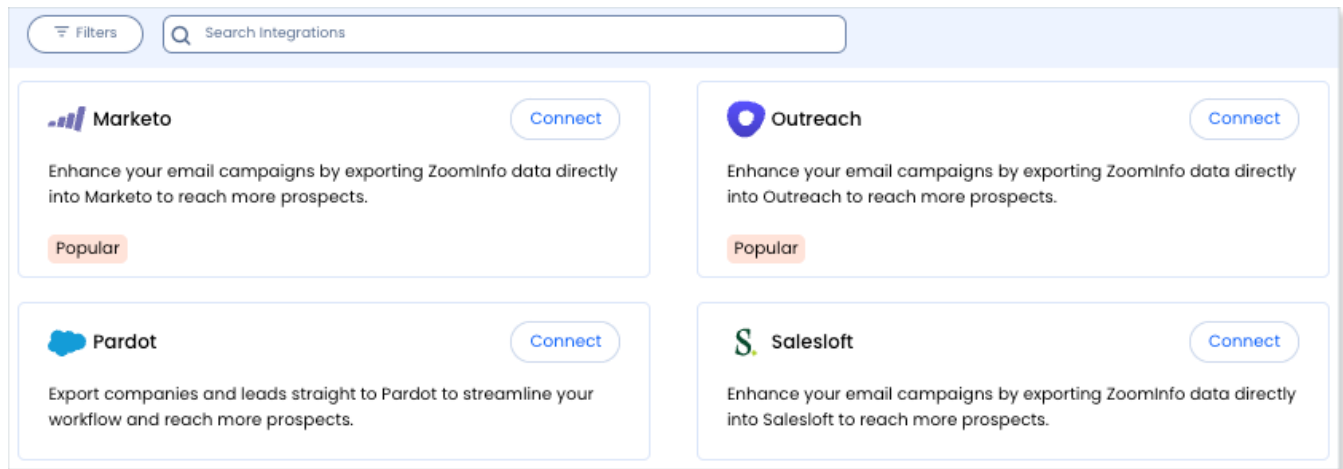 Filters
Search Integrations
Marketo
Connect
Enhance your email campaigns by exporting ZoomInfo data directly
into Marketo to reach more prospects.
Popular
Outreach
Connect
Enhance your email campaigns by exporting ZoomInfo data directly
into Outreach to reach more prospects.
Popular
Pardot
Connect
Export companies and leads straight to Pardot to streamline your
workflow and reach more prospects.
S. Salesloft
Connect
Enhance your email campaigns by exporting ZoomInfo data directly
into Salesloft to reach more prospects.